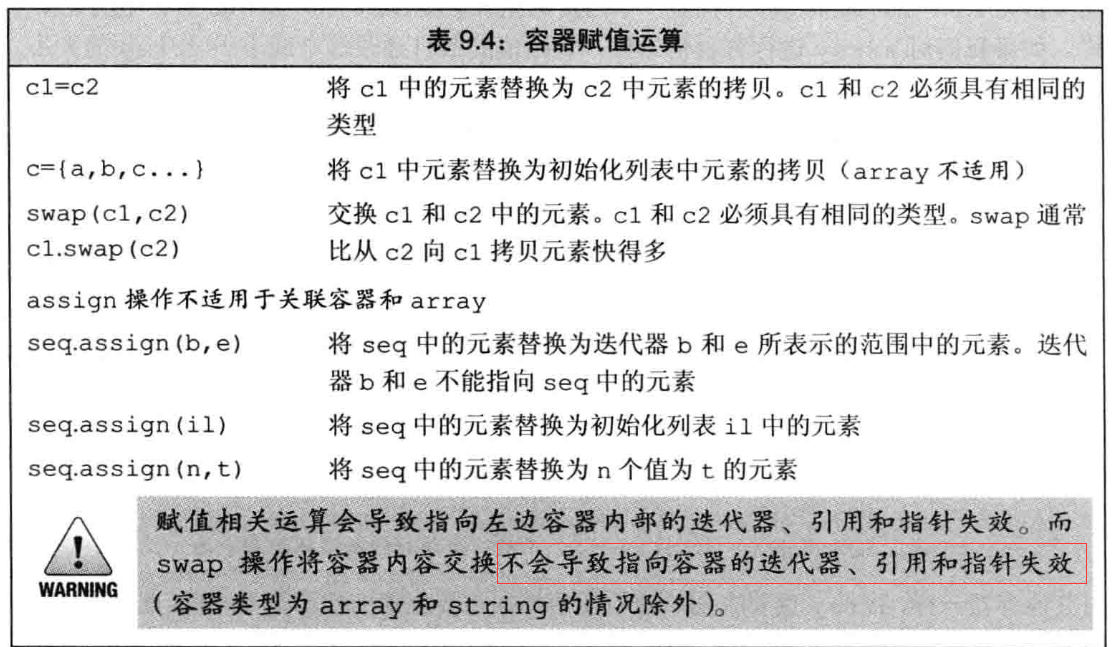 表 9.4：容器赋值运算
c1=c2 将 c1 中的元素替换为 c2 中元素的拷贝。c1 和 c2 必须具有相同的
类型
c={a,b,c...} 将 c1 中元素替换为初始化列表中元素的拷贝（array 不适用）
swap(c1,c2) 交换 c1 和 c2 中的元素。c1 和 c2 必须具有相同的类型。swap 通常
c1.swap(c2) 比从 c2 向 c1 拷贝元素快得多
assign 操作不适用于关联容器和 array
seq.assign(b,e) 将 seq 中的元素替换为迭代器 b 和 e 所表示的范围中的元素。迭代
器 b 和 e 不能指向 seq 中的元素
seq.assign(il) 将 seq 中的元素替换为初始化列表 il 中的元素
seq.assign(n,t) 将 seq 中的元素替换为 n 个值为 t 的元素
赋值相关运算会导致指向左边容器内部的迭代器、引用和指针失效。而
swap 操作将容器内容交换不会导致指向容器的迭代器、引用和指针失效
WARNING
（容器类型为 array 和 string 的情况除外）。